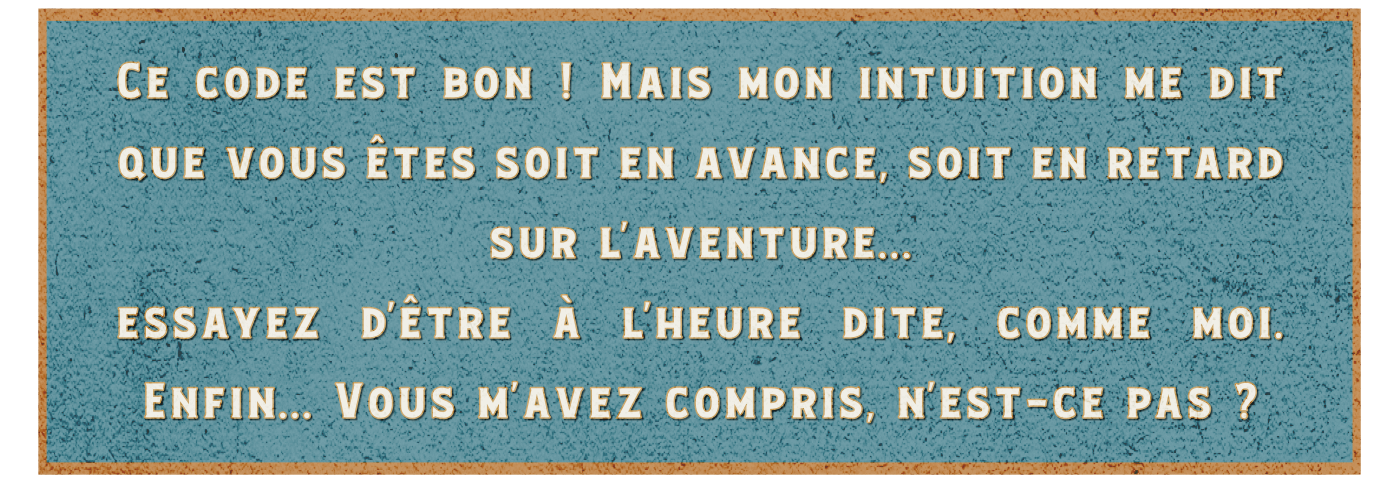 Ce code est bon ! Mais mon intuition me dit
que vous êtes soit en avance, soit en retard
sur l'aventure...
essayez d'être à l'heure dite, comme moi.
Enfin... Vous m'avez compris, n'est-ce pas ?